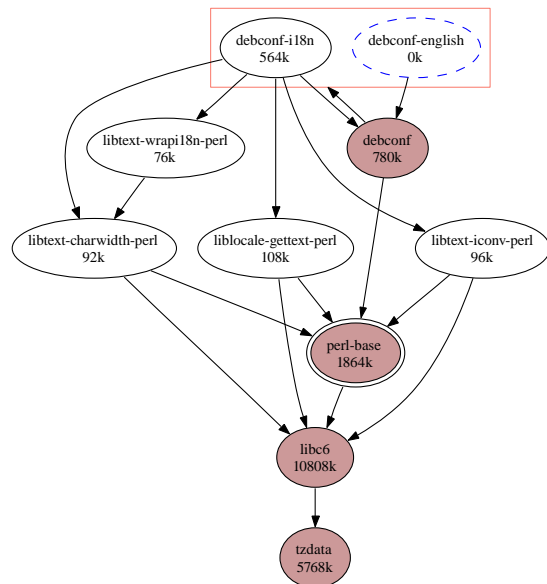 debconf-i18n
564k
debconf-english
0k
libtext-wrapi18n-perl
76k
debconf
780k
libtext-charwidth-perl
92k
liblocale-gettext-perl
108k
libtext-iconv-perl
96k
perl-base
1864k
libc6
10808k
tzdata
5768k